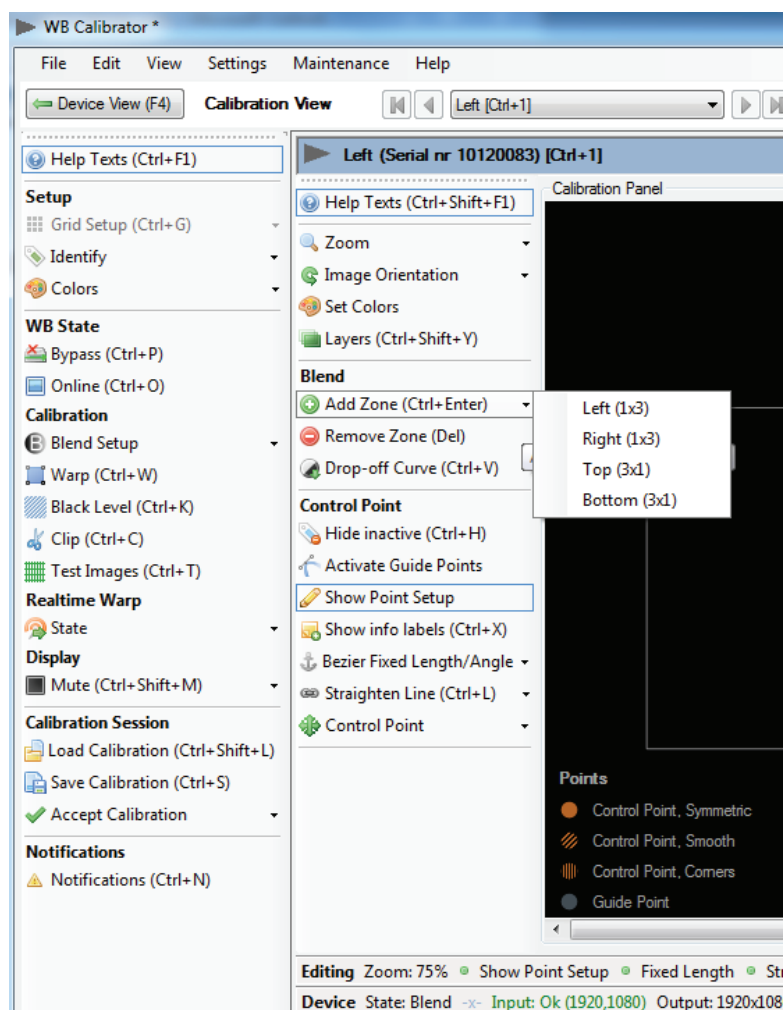 WB Calibrator *
File Edit View Settings Maintenance Help
Device View (F4) Calibration View Left [Ctrl+1]
Help Texts (Ctrl+F1)
Setup
Grid Setup (Ctrl+G)
Identify
Colors
WB State
Bypass (Ctrl+P)
Online (Ctrl+O)
Calibration
Blend Setup
Warp (Ctrl+W)
Black Level (Ctrl+K)
Clip (Ctrl+C)
Test Images (Ctrl+T)
Realtime Warp
State
Display
Mute (Ctrl+Shift+M)
Calibration Session
Load Calibration (Ctrl+Shift+L)
Save Calibration (Ctrl+S)
Accept Calibration
Notifications
Notifications (Ctrl+N)
Left (Serial nr 10120083) [Ctrl+1]
Help Texts (Ctrl+Shift+F1)
Zoom
Image Orientation
Set Colors
Layers (Ctrl+Shift+Y)
Blend
Add Zone (Ctrl+Enter)
Remove Zone (Del)
Drop-off Curve (Ctrl+V)
Control Point
Hide inactive (Ctrl+H)
Activate Guide Points
Show Point Setup
Show info labels (Ctrl+X)
Bezier Fixed Length/Angle
Straighten Line (Ctrl+L)
Control Point
Left (1x3)
Right (1x3)
Top (3x1)
Bottom (3x1)
Calibration Panel
Points
Control Point, Symmetric
Control Point, Smooth
Control Point, Corners
Guide Point
Editing Zoom: 75% Show Point Setup Fixed Length
Device State: Blend -x- Input: Ok (1920,1080) Output: 1920x108